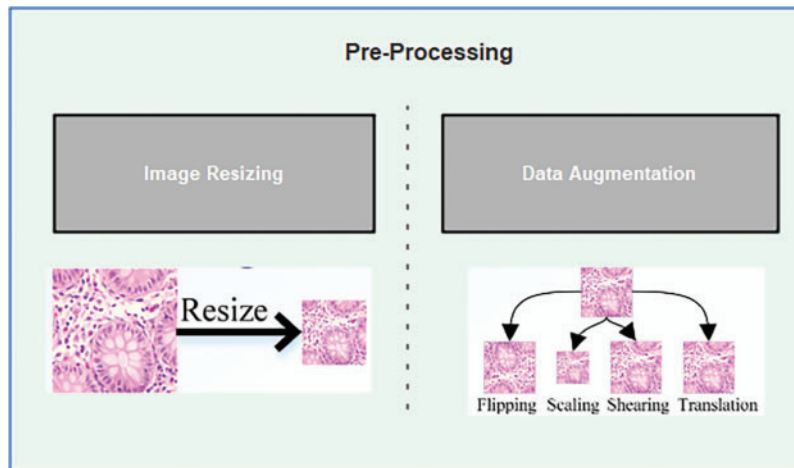 Pre-Processing
Image Resizing
Data Augmentation
Resize
Flipping Scaling Shearing Translation